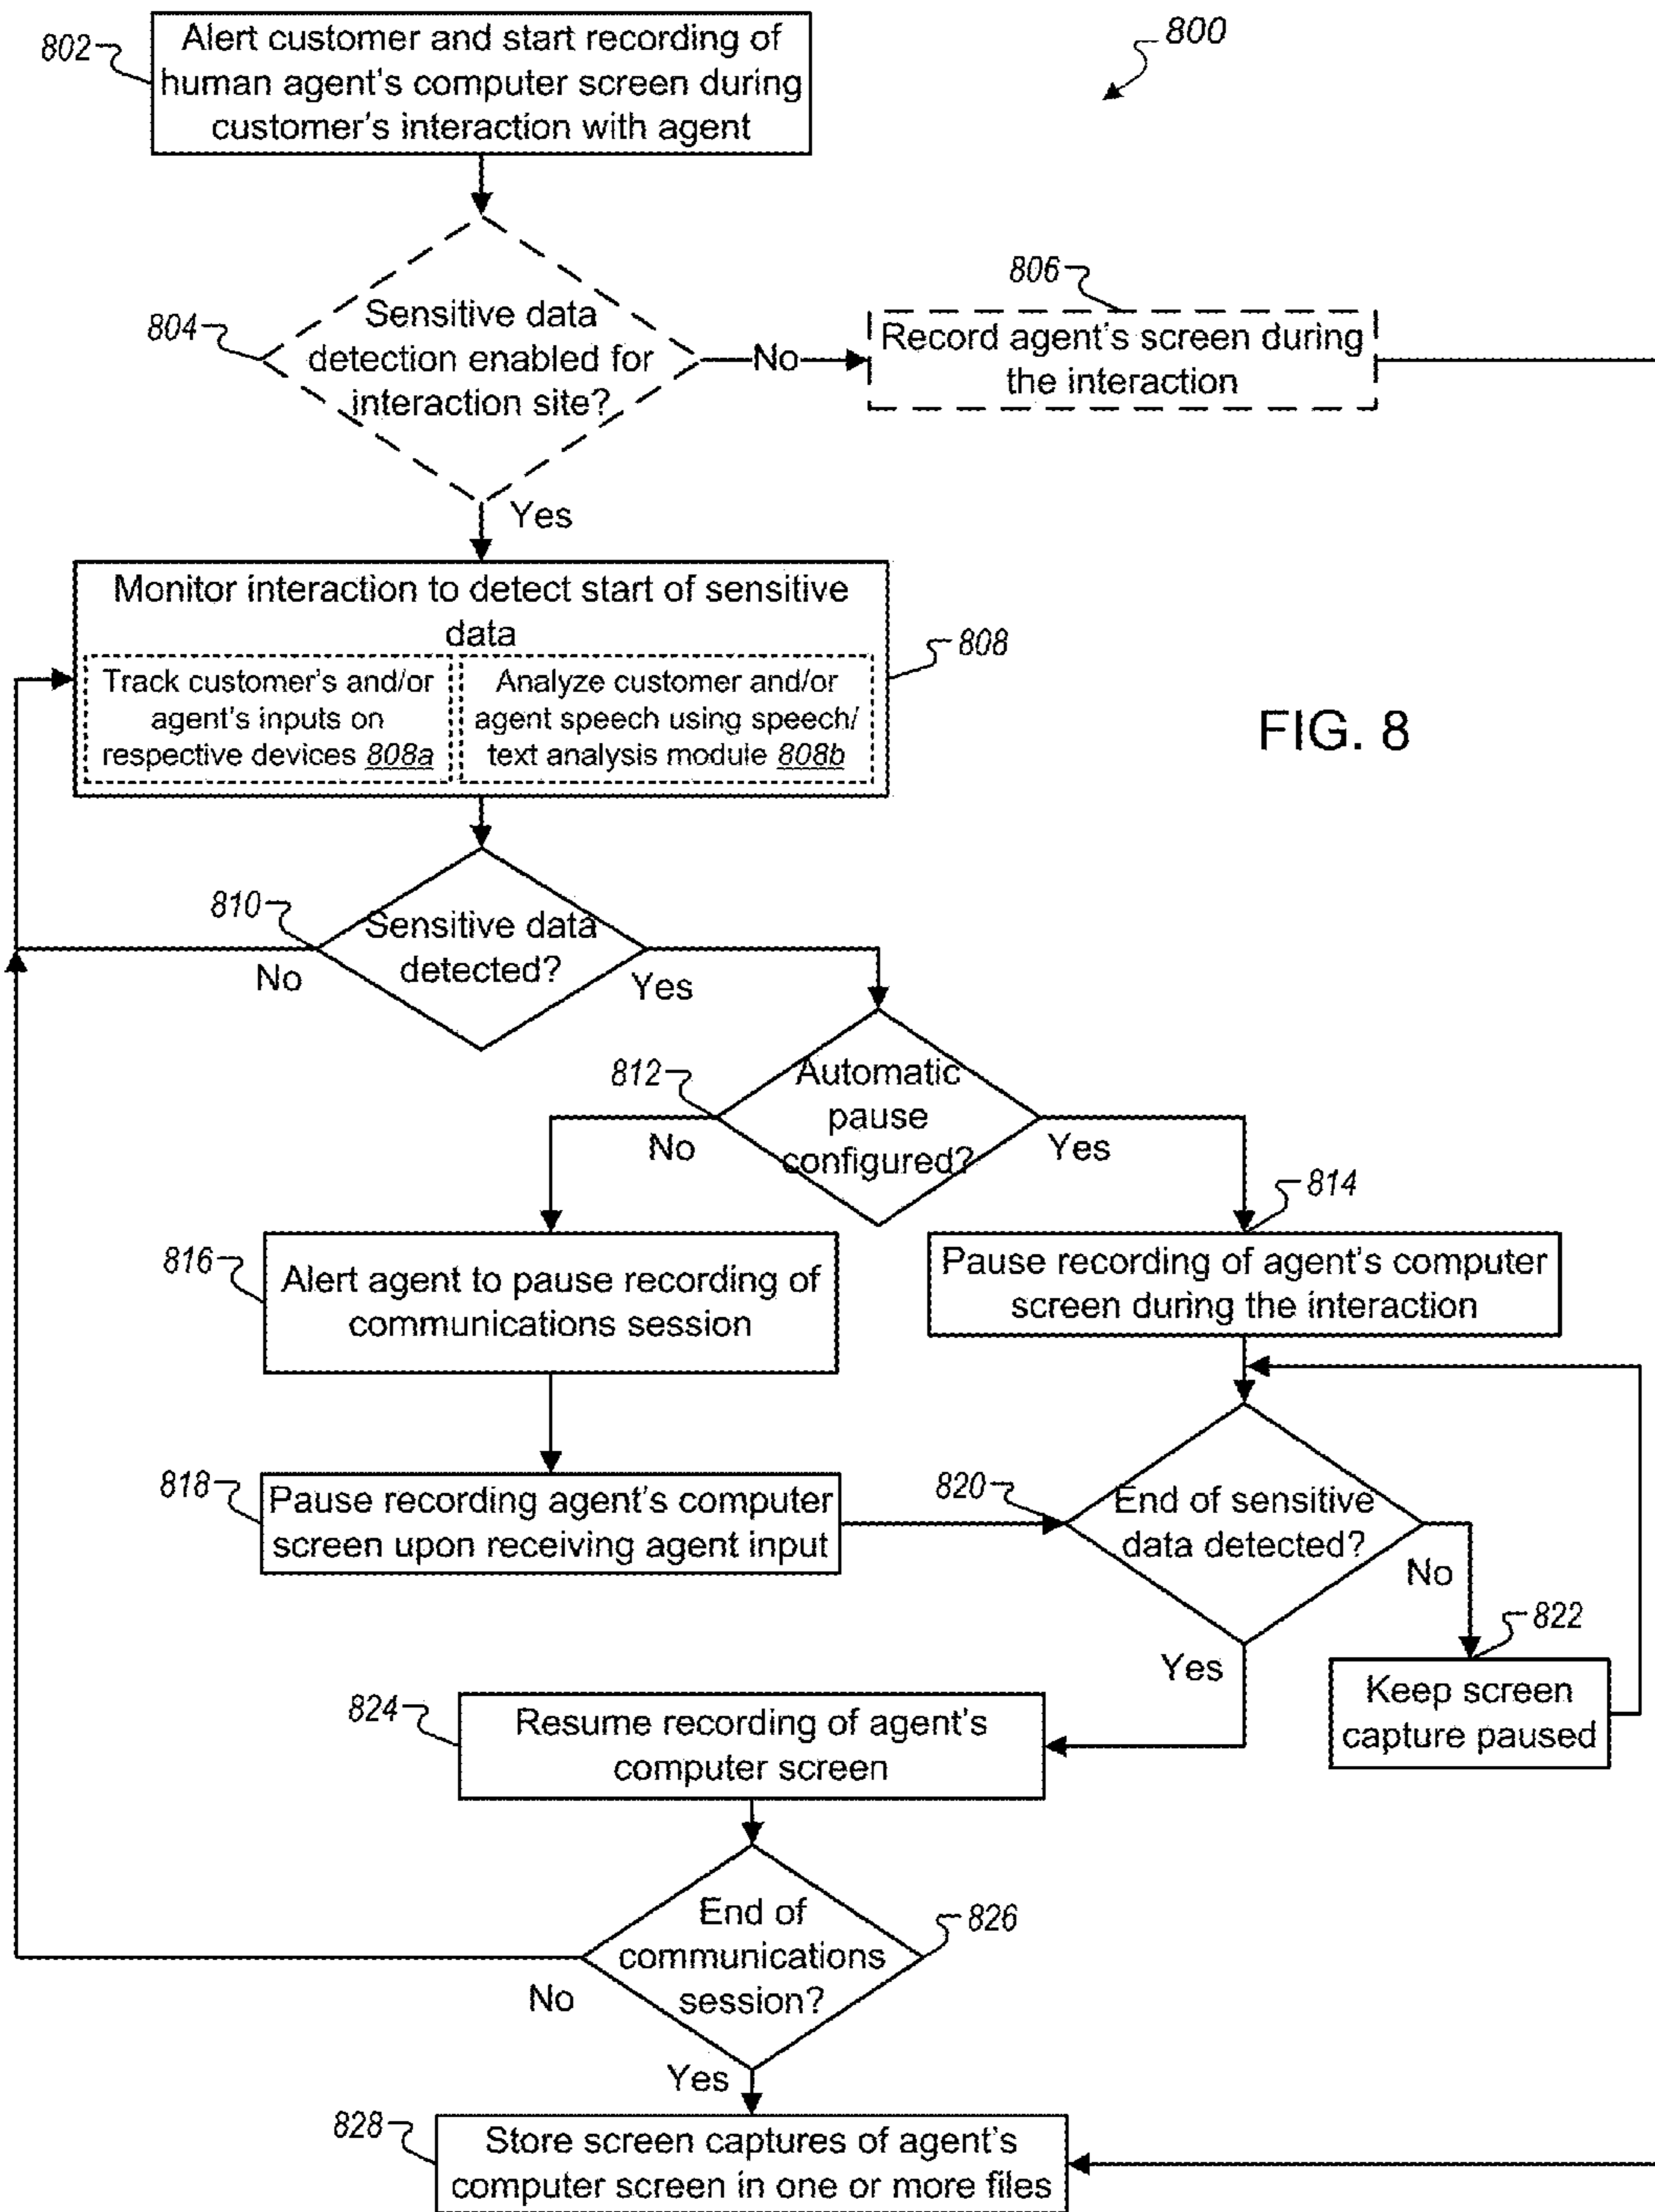 802
Alert customer and start recording of
human agent's computer screen during
customer's interaction with agent
800
804
Sensitive data
detection enabled for
interaction site?
No
806
Record agent's screen during
the interaction
Yes
Monitor interaction to detect start of sensitive
data
808
Track customer's and/or
agent's inputs on
respective devices 808a
Analyze customer and/or
agent speech using speech/
text analysis module 808b
FIG. 8
810
Sensitive data
detected?
No
Yes
812
Automatic
pause
configured?
No
Yes
814
816
Alert agent to pause recording of
communications session
Pause recording of agent's computer
screen during the interaction
818
Pause recording agent's computer
screen upon receiving agent input
820
End of sensitive
data detected?
No
Yes
822
Keep screen
capture paused
824
Resume recording of agent's
computer screen
826
End of
communications
session?
No
Yes
828
Store screen captures of agent's
computer screen in one or more files